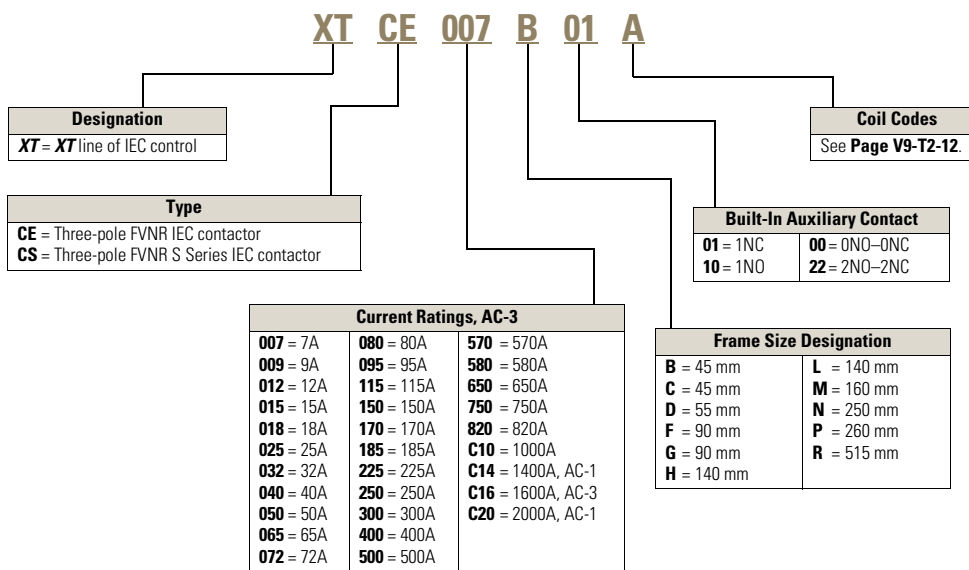 XT CE 007 B 01 A
Designation
XT = XT line of IEC control
Coil Codes
See Page V9-T2-12.
Type
CE = Three-pole FVNR IEC contactor
CS = Three-pole FVNR S Series IEC contactor
Built-In Auxiliary Contact
01 = 1NC 00 = 0NO–0NC
10 = 1NO 22 = 2NO–2NC
Current Ratings, AC-3
007 = 7A 080 = 80A 570 = 570A
009 = 9A 095 = 95A 580 = 580A
012 = 12A 115 = 115A 650 = 650A
015 = 15A 150 = 150A 750 = 750A
018 = 18A 170 = 170A 820 = 820A
025 = 25A 185 = 185A C10 = 1000A
032 = 32A 225 = 225A C14 = 1400A, AC-1
040 = 40A 250 = 250A C16 = 1600A, AC-3
050 = 50A 300 = 300A C20 = 2000A, AC-1
065 = 65A 400 = 400A
072 = 72A 500 = 500A
Frame Size Designation
B = 45 mm L = 140 mm
C = 45 mm M = 160 mm
D = 55 mm N = 250 mm
F = 90 mm P = 260 mm
G = 90 mm R = 515 mm
H = 140 mm